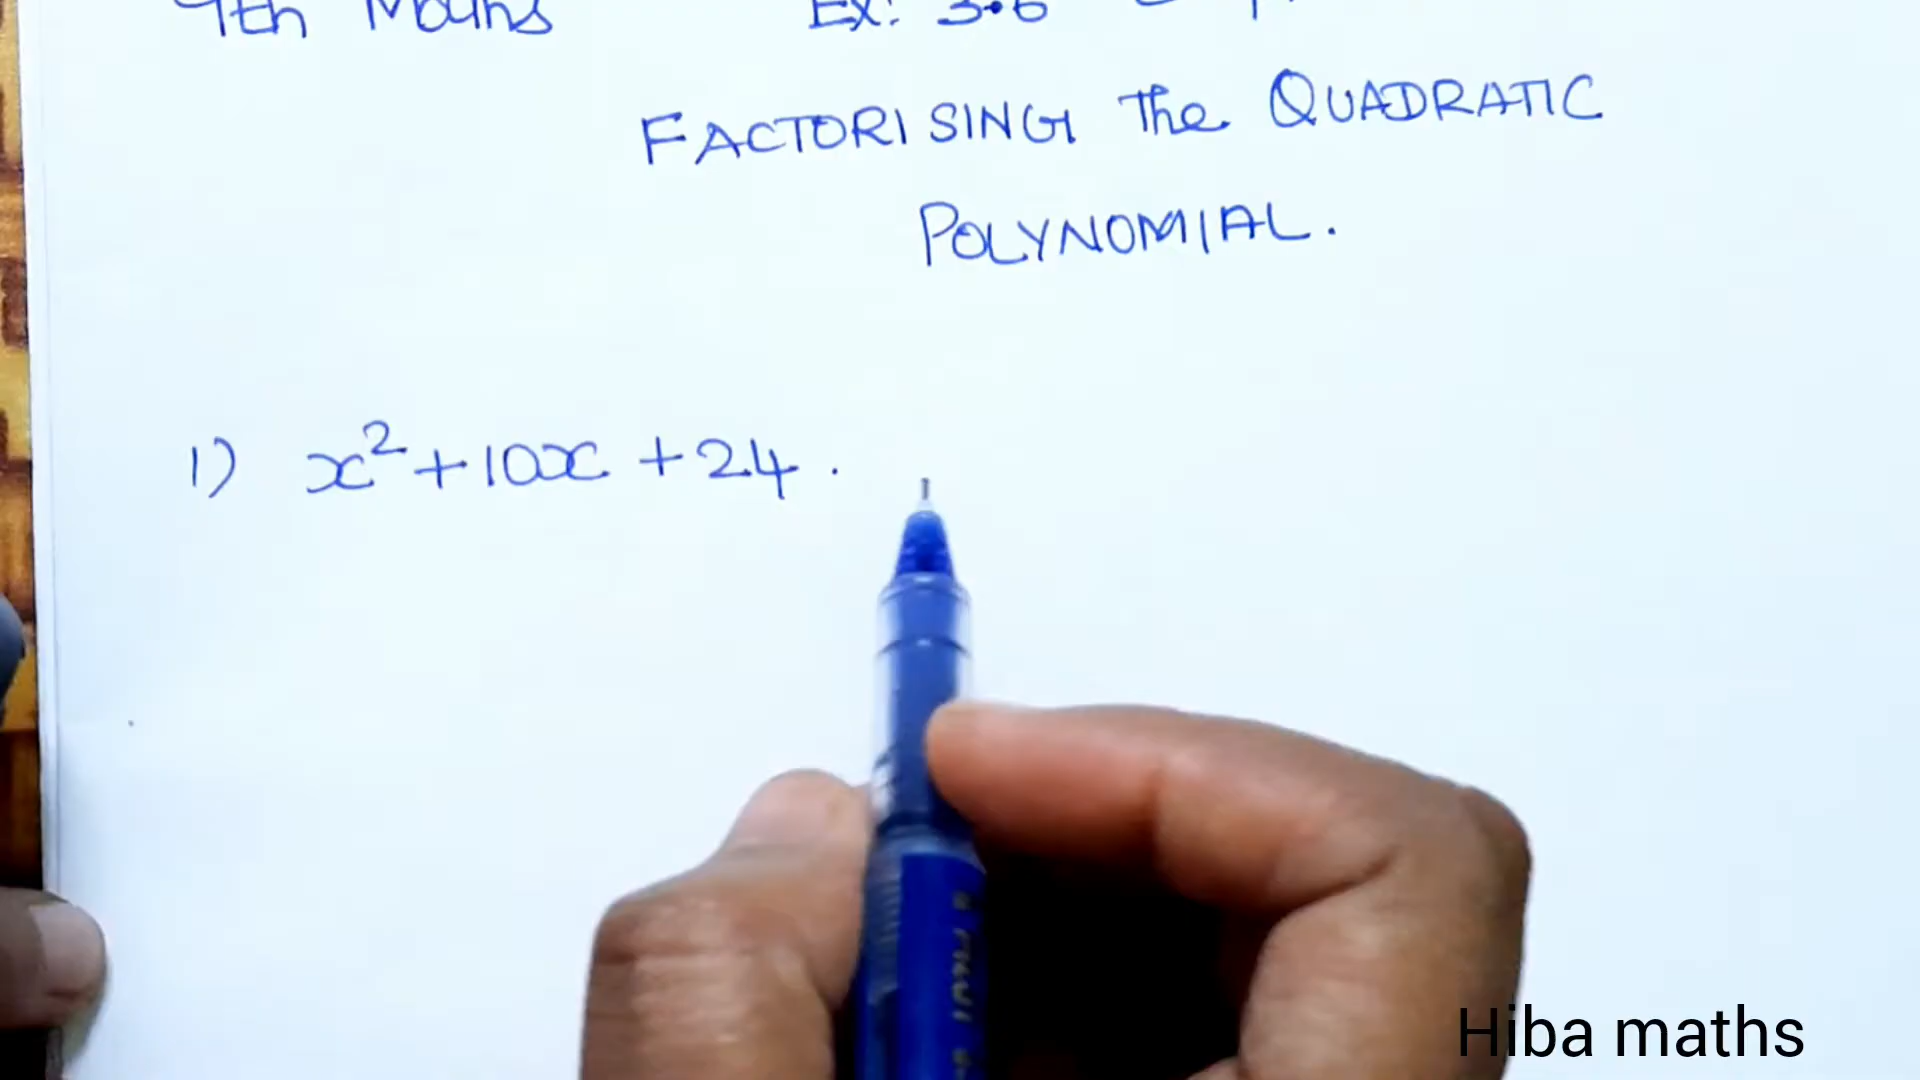 9th Maths Ex: 3.6
FACTORISING The QUADRATIC
POLYNOMIAL.
1) x² + 10x + 24.
Hiba maths